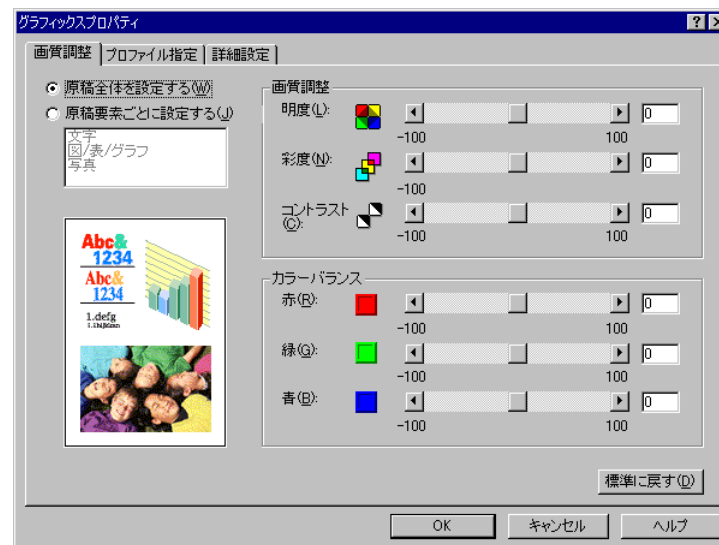 グラフィックスプロパティ
画質調整 プロファイル指定 詳細設定
原稿全体を設定する(W)
原稿要素ごとに設定する(J)
文字
図/表/グラフ
写真
Abc&
1234
Abc&
1234
1.defg
画質調整
明度(L):
0
-100 100
彩度(N):
0
-100
コントラスト
(C):
0
-100 100
カラーバランス
赤(R):
0
-100 100
緑(G):
0
-100 100
青(B):
0
-100 100
標準に戻す(D)
OK キャンセル ヘルプ